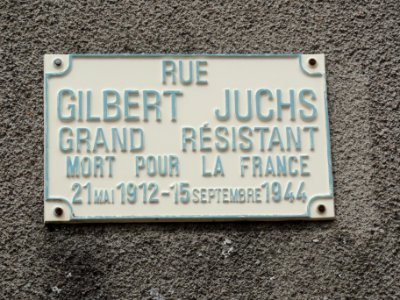 RUE
GILBERT JUCHS
GRAND RÉSISTANT
MORT POUR LA FRANCE
21 MAI 1912-15 SEPTEMBRE 1944